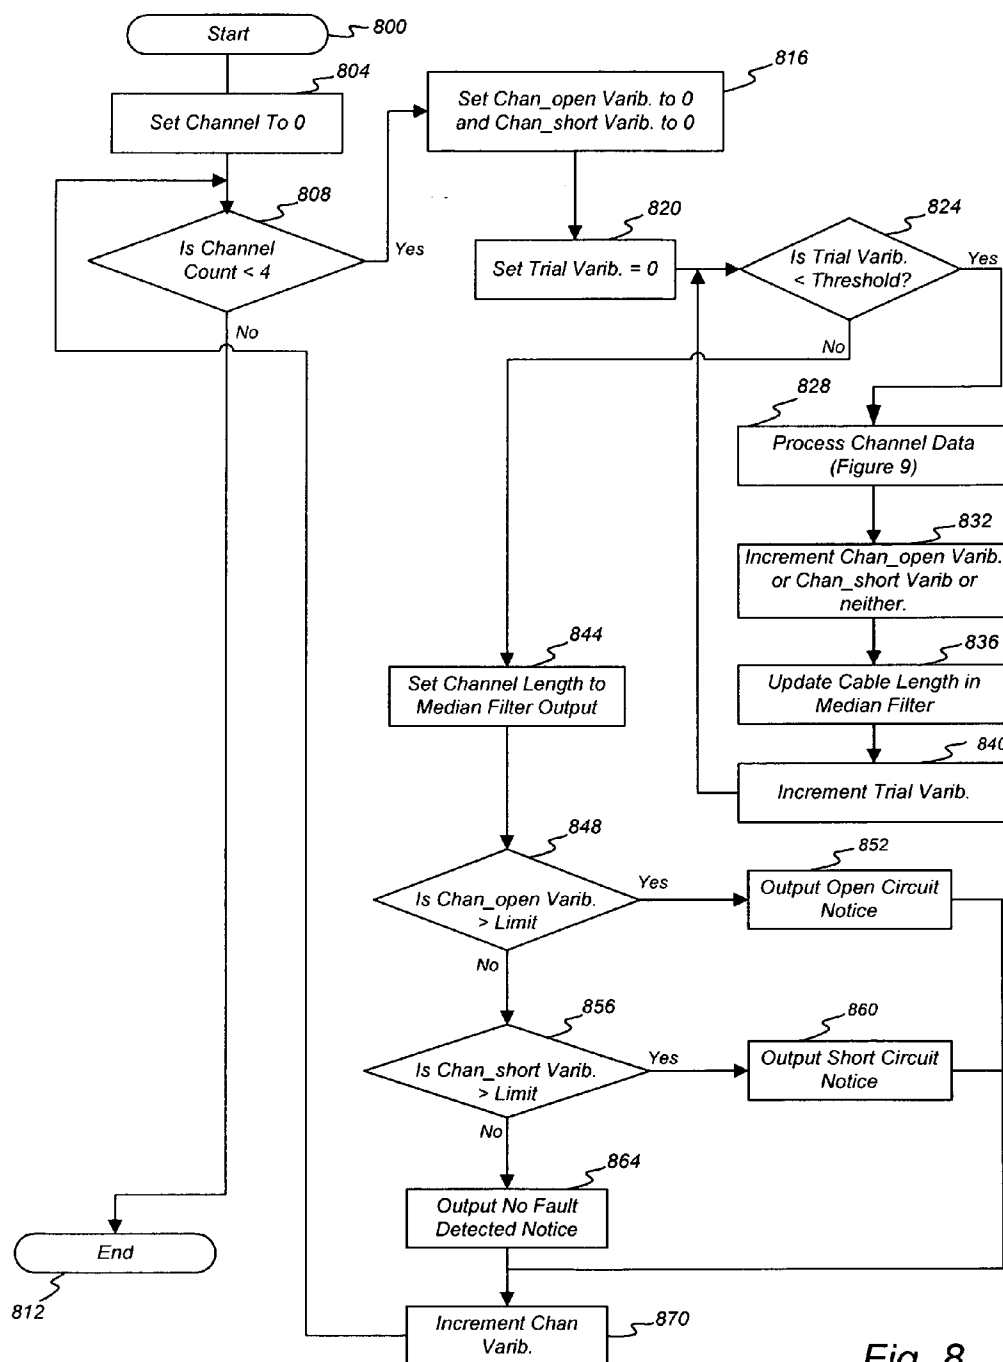 Start
800
804
Set Channel To 0
808
Is Channel
Count < 4
Yes
No
816
Set Chan_open Varib. to 0
and Chan_short Varib. to 0
820
Set Trial Varib. = 0
824
Is Trial Varib.
< Threshold?
Yes
No
828
Process Channel Data
(Figure 9)
832
Increment Chan_open Varib.
or Chan_short Varib or
neither.
836
Update Cable Length in
Median Filter
840
Increment Trial Varib.
844
Set Channel Length to
Median Filter Output
848
Is Chan_open Varib.
> Limit
Yes
No
852
Output Open Circuit
Notice
856
Is Chan_short Varib.
> Limit
Yes
No
860
Output Short Circuit
Notice
864
Output No Fault
Detected Notice
End
812
870
Increment Chan
Varib.
Fig. 8